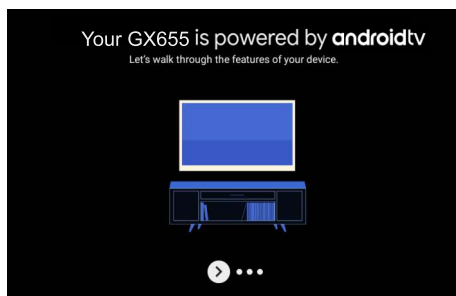 Your GX655 is powered by androidtv
Let's walk through the features of your device.